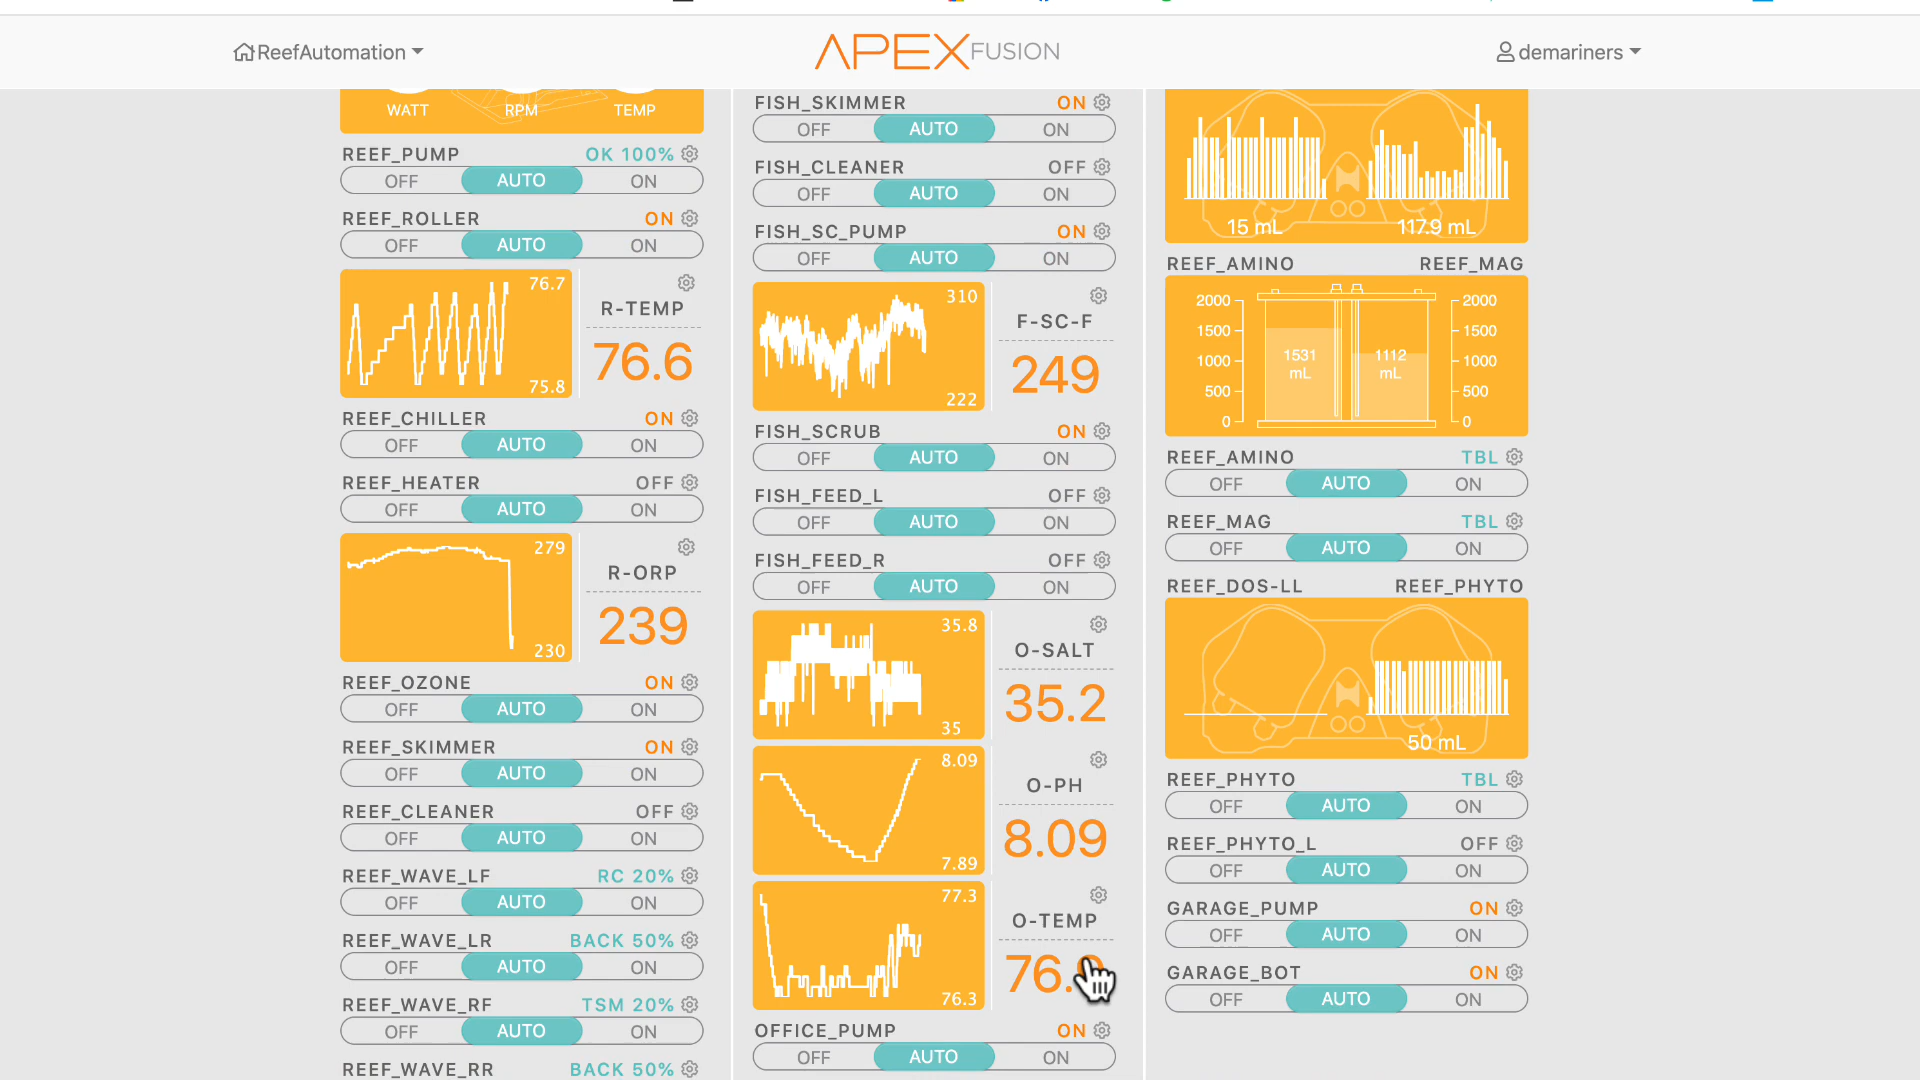 ReefAutomation
APEX FUSION
demariners
WATT RPM TEMP
REEF_PUMP OK 100%
OFF AUTO ON
REEF_ROLLER ON
OFF AUTO ON
76.7
75.8
R-TEMP
76.6
REEF_CHILLER ON
OFF AUTO ON
REEF_HEATER OFF
OFF AUTO ON
279
230
R-ORP
239
REEF_OZONE ON
OFF AUTO ON
REEF_SKIMMER ON
OFF AUTO ON
REEF_CLEANER OFF
OFF AUTO ON
REEF_WAVE_LF RC 20%
OFF AUTO ON
REEF_WAVE_LR BACK 50%
OFF AUTO ON
REEF_WAVE_RF TSM 20%
OFF AUTO ON
REEF_WAVE_RR BACK 50%
FISH_SKIMMER ON
OFF AUTO ON
FISH_CLEANER OFF
OFF AUTO ON
FISH_SC_PUMP ON
OFF AUTO ON
310
222
F-SC-F
249
FISH_SCRUB ON
OFF AUTO ON
FISH_FEED_L OFF
OFF AUTO ON
FISH_FEED_R OFF
OFF AUTO ON
35.8
35
O-SALT
35.2
8.09
7.89
O-PH
8.09
77.3
76.3
O-TEMP
OFFICE_PUMP ON
OFF AUTO ON
15 mL 117.9 mL
REEF_AMINO REEF_MAG
2000 2000
1500 1500
1531 mL 1112 mL
1000 1000
500 500
0 0
REEF_AMINO TBL
OFF AUTO ON
REEF_MAG TBL
OFF AUTO ON
REEF_DOS-LL REEF_PHYTO
50 mL
REEF_PHYTO TBL
OFF AUTO ON
REEF_PHYTO_L OFF
OFF AUTO ON
GARAGE_PUMP ON
OFF AUTO ON
GARAGE_BOT ON
OFF AUTO ON